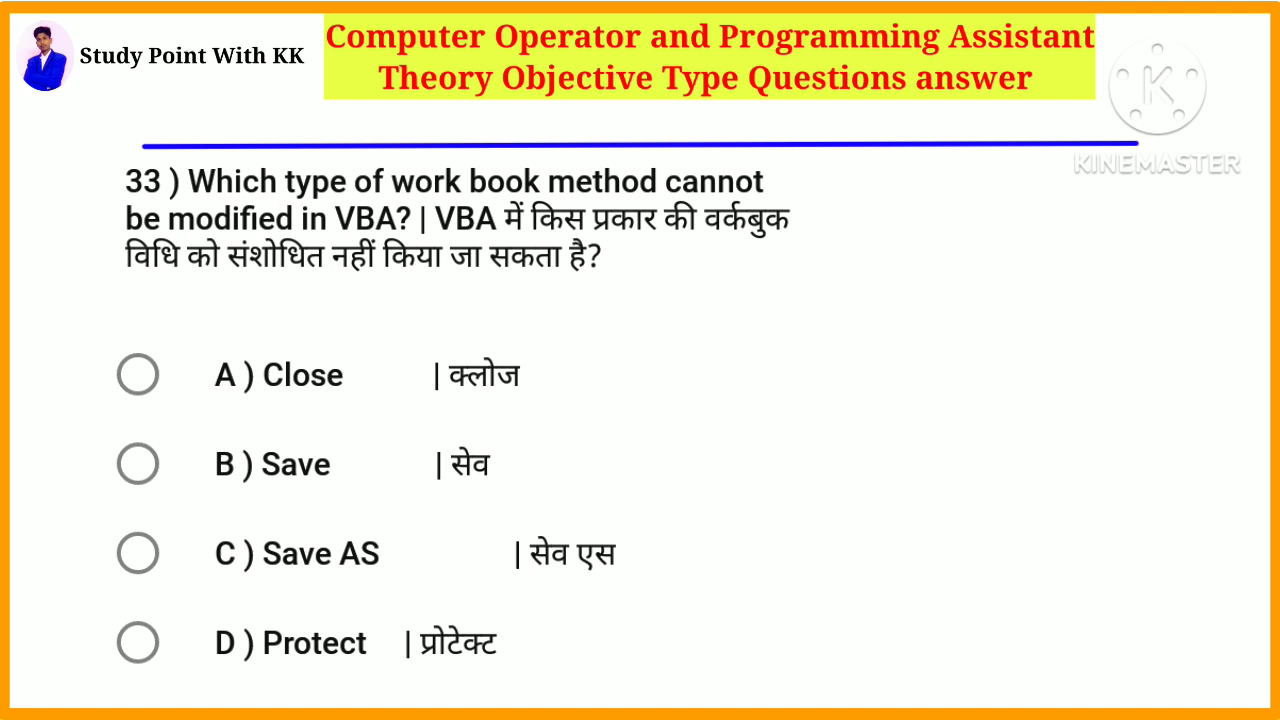 Study Point With KK
Computer Operator and Programming Assistant
Theory Objective Type Questions answer
K
KINEMASTER
33 ) Which type of work book method cannot
be modified in VBA? | VBA में किस प्रकार की वर्कबुक
विधि को संशोधित नहीं किया जा सकता है?
A ) Close | क्लोज
B ) Save | सेव
C ) Save AS | सेव एस
D ) Protect | प्रोटेक्ट